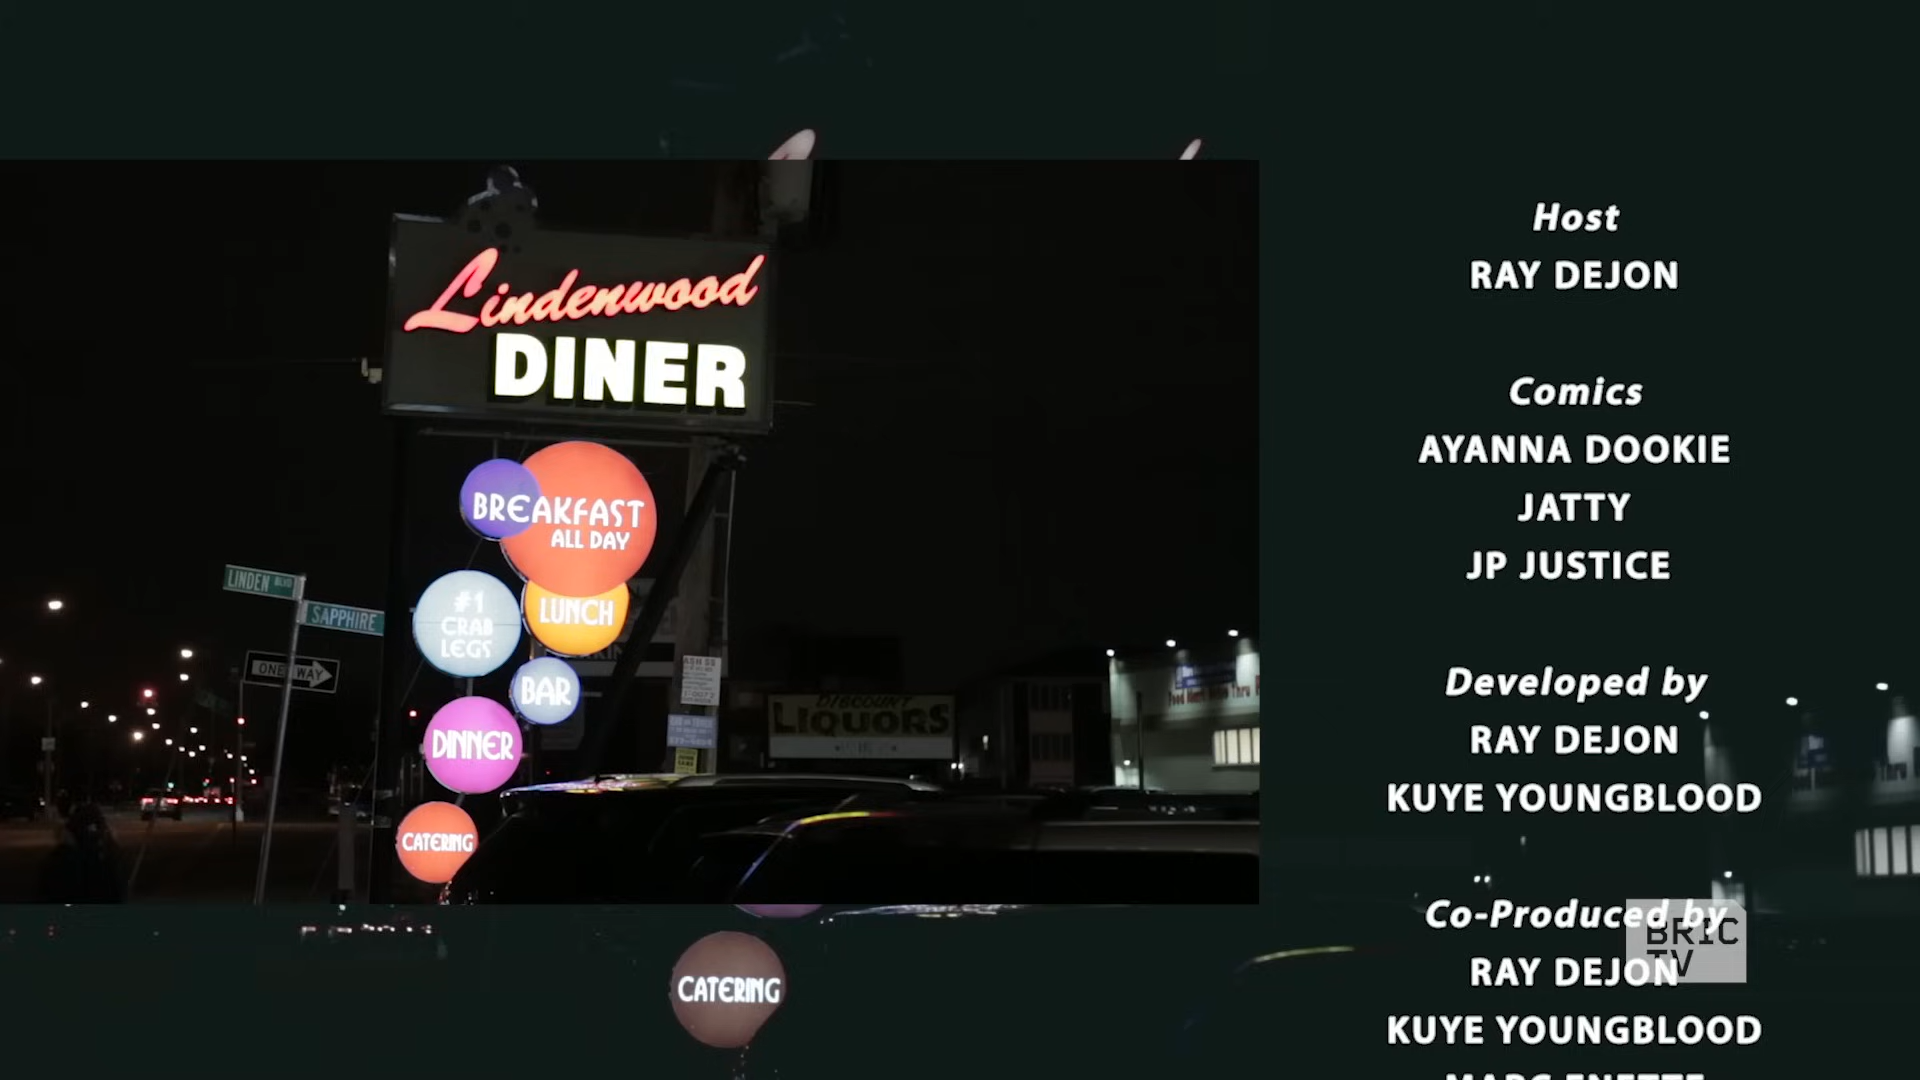 Lindenwood
DINER
BREAKFAST
ALL DAY
LUNCH
#1
CRAB
LEGS
BAR
DINNER
CATERING
LINDEN BLVD
SAPPHIRE
ONE WAY
DISCOUNT
LIQUORS
CATERING
Host
RAY DEJON
Comics
AYANNA DOOKIE
JATTY
JP JUSTICE
Developed by
RAY DEJON
KUYE YOUNGBLOOD
Co-Produced by
RAY DEJON
KUYE YOUNGBLOOD
BRIC
TV